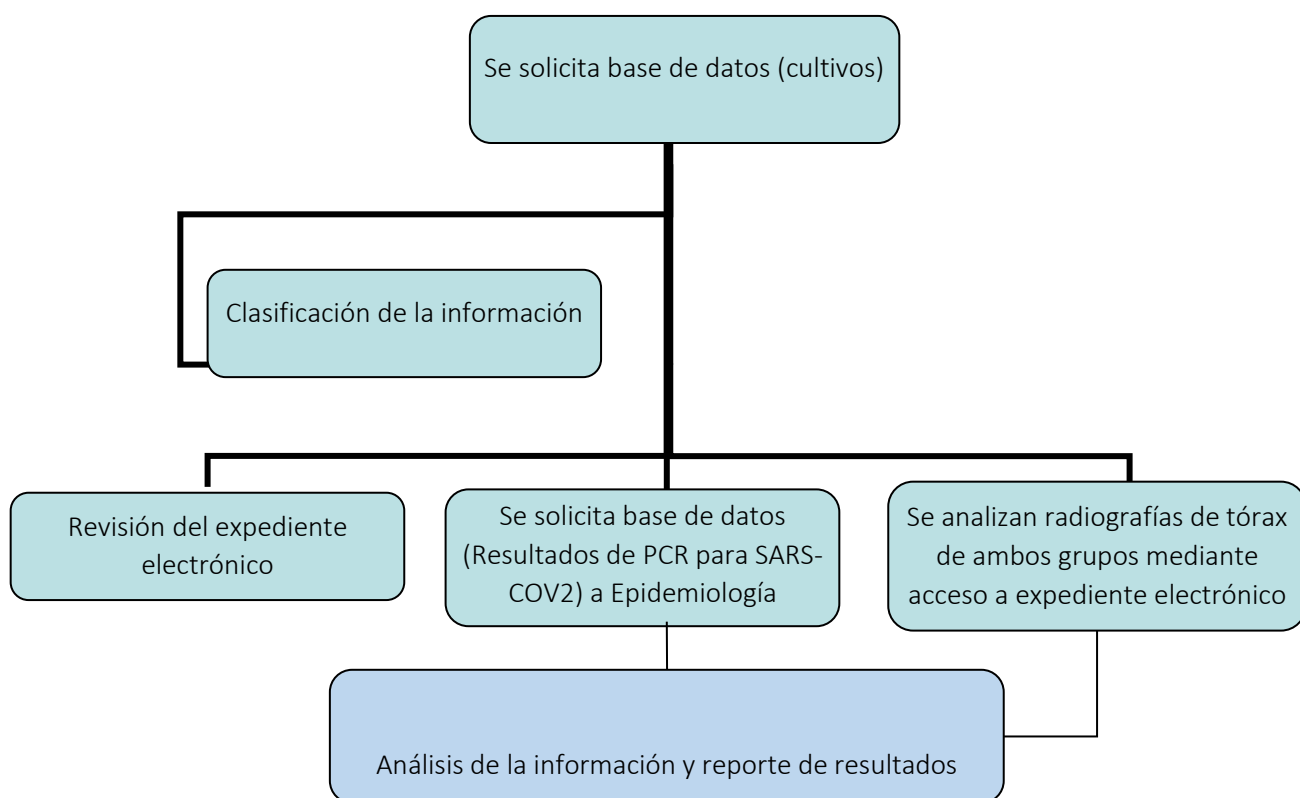 Se solicita base de datos (cultivos)
Clasificación de la información
Revisión del expediente
electrónico
Se solicita base de datos
(Resultados de PCR para SARS-
COV2) a Epidemiología
Se analizan radiografías de tórax
de ambos grupos mediante
acceso a expediente electrónico
Análisis de la información y reporte de resultados